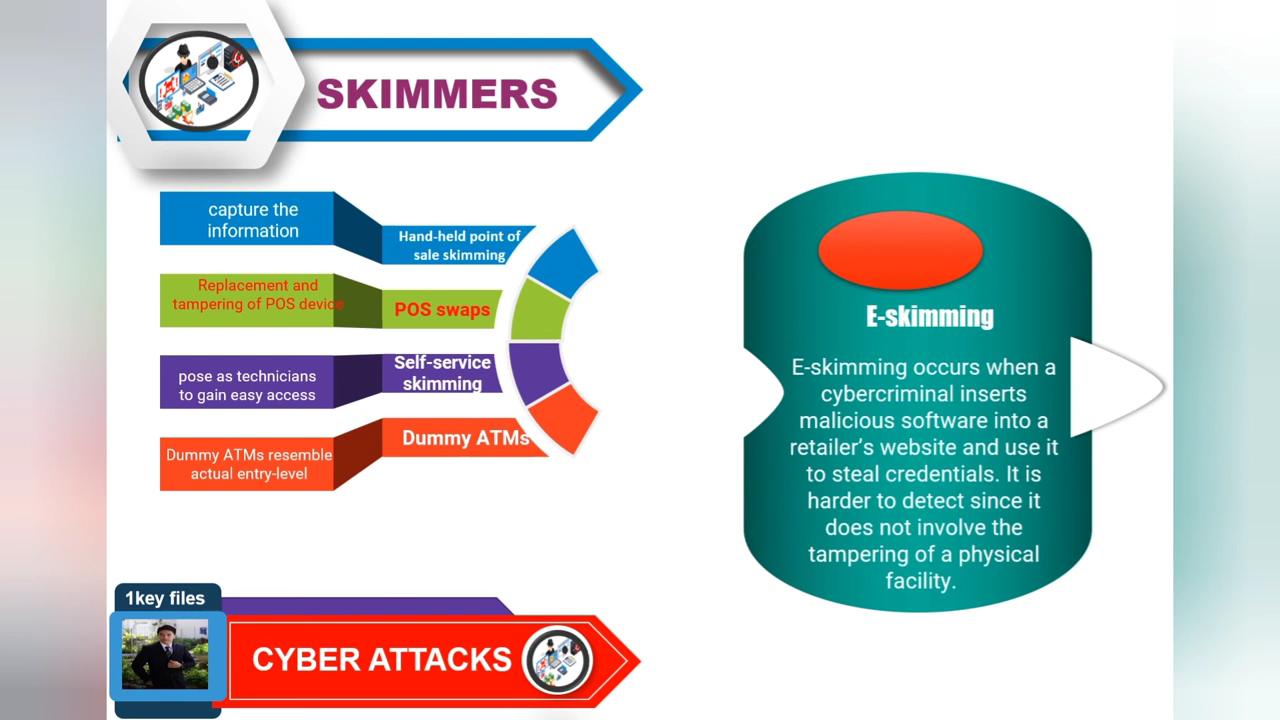 SKIMMERS
capture the
information
Hand-held point of
sale skimming
Replacement and
tampering of POS device
POS swaps
pose as technicians
to gain easy access
Self-service
skimming
Dummy ATMs resemble
actual entry-level
Dummy ATMs
E-skimming
E-skimming occurs when a
cybercriminal inserts
malicious software into a
retailer’s website and use it
to steal credentials. It is
harder to detect since it
does not involve the
tampering of a physical
facility.
1key files
CYBER ATTACKS